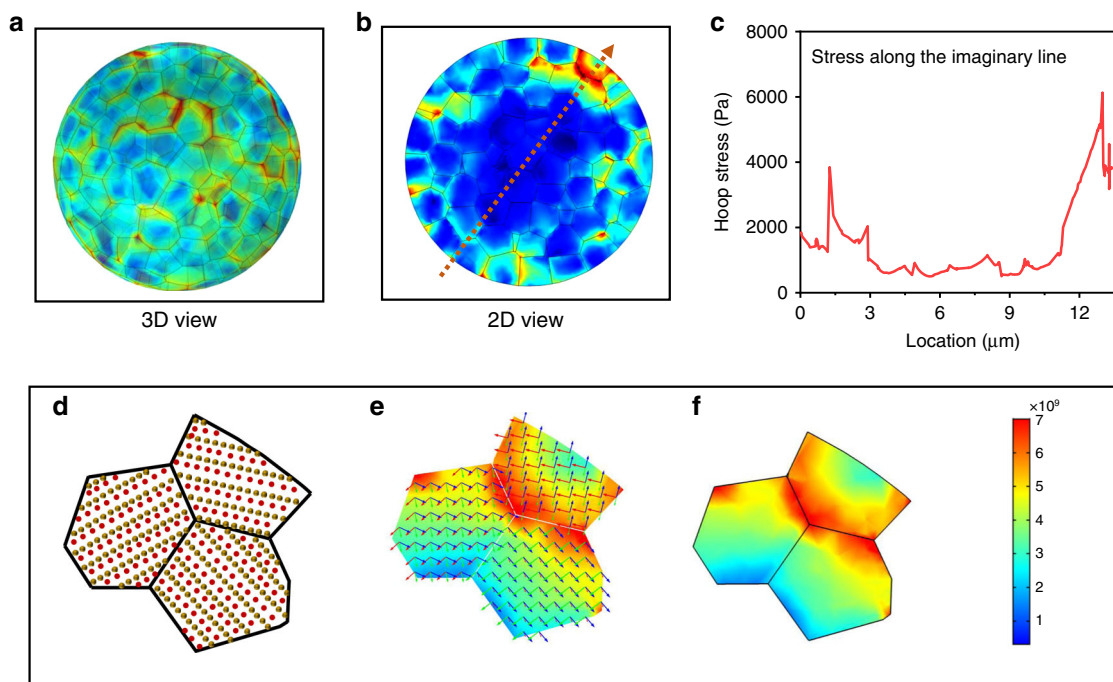 a
b
c
3D view
2D view
Stress along the imaginary line
Hoop stress (Pa)
8000
6000
4000
2000
0
0 3 6 9 12
Location (μm)
d
e
f
×10⁹
7
6
5
4
3
2
1